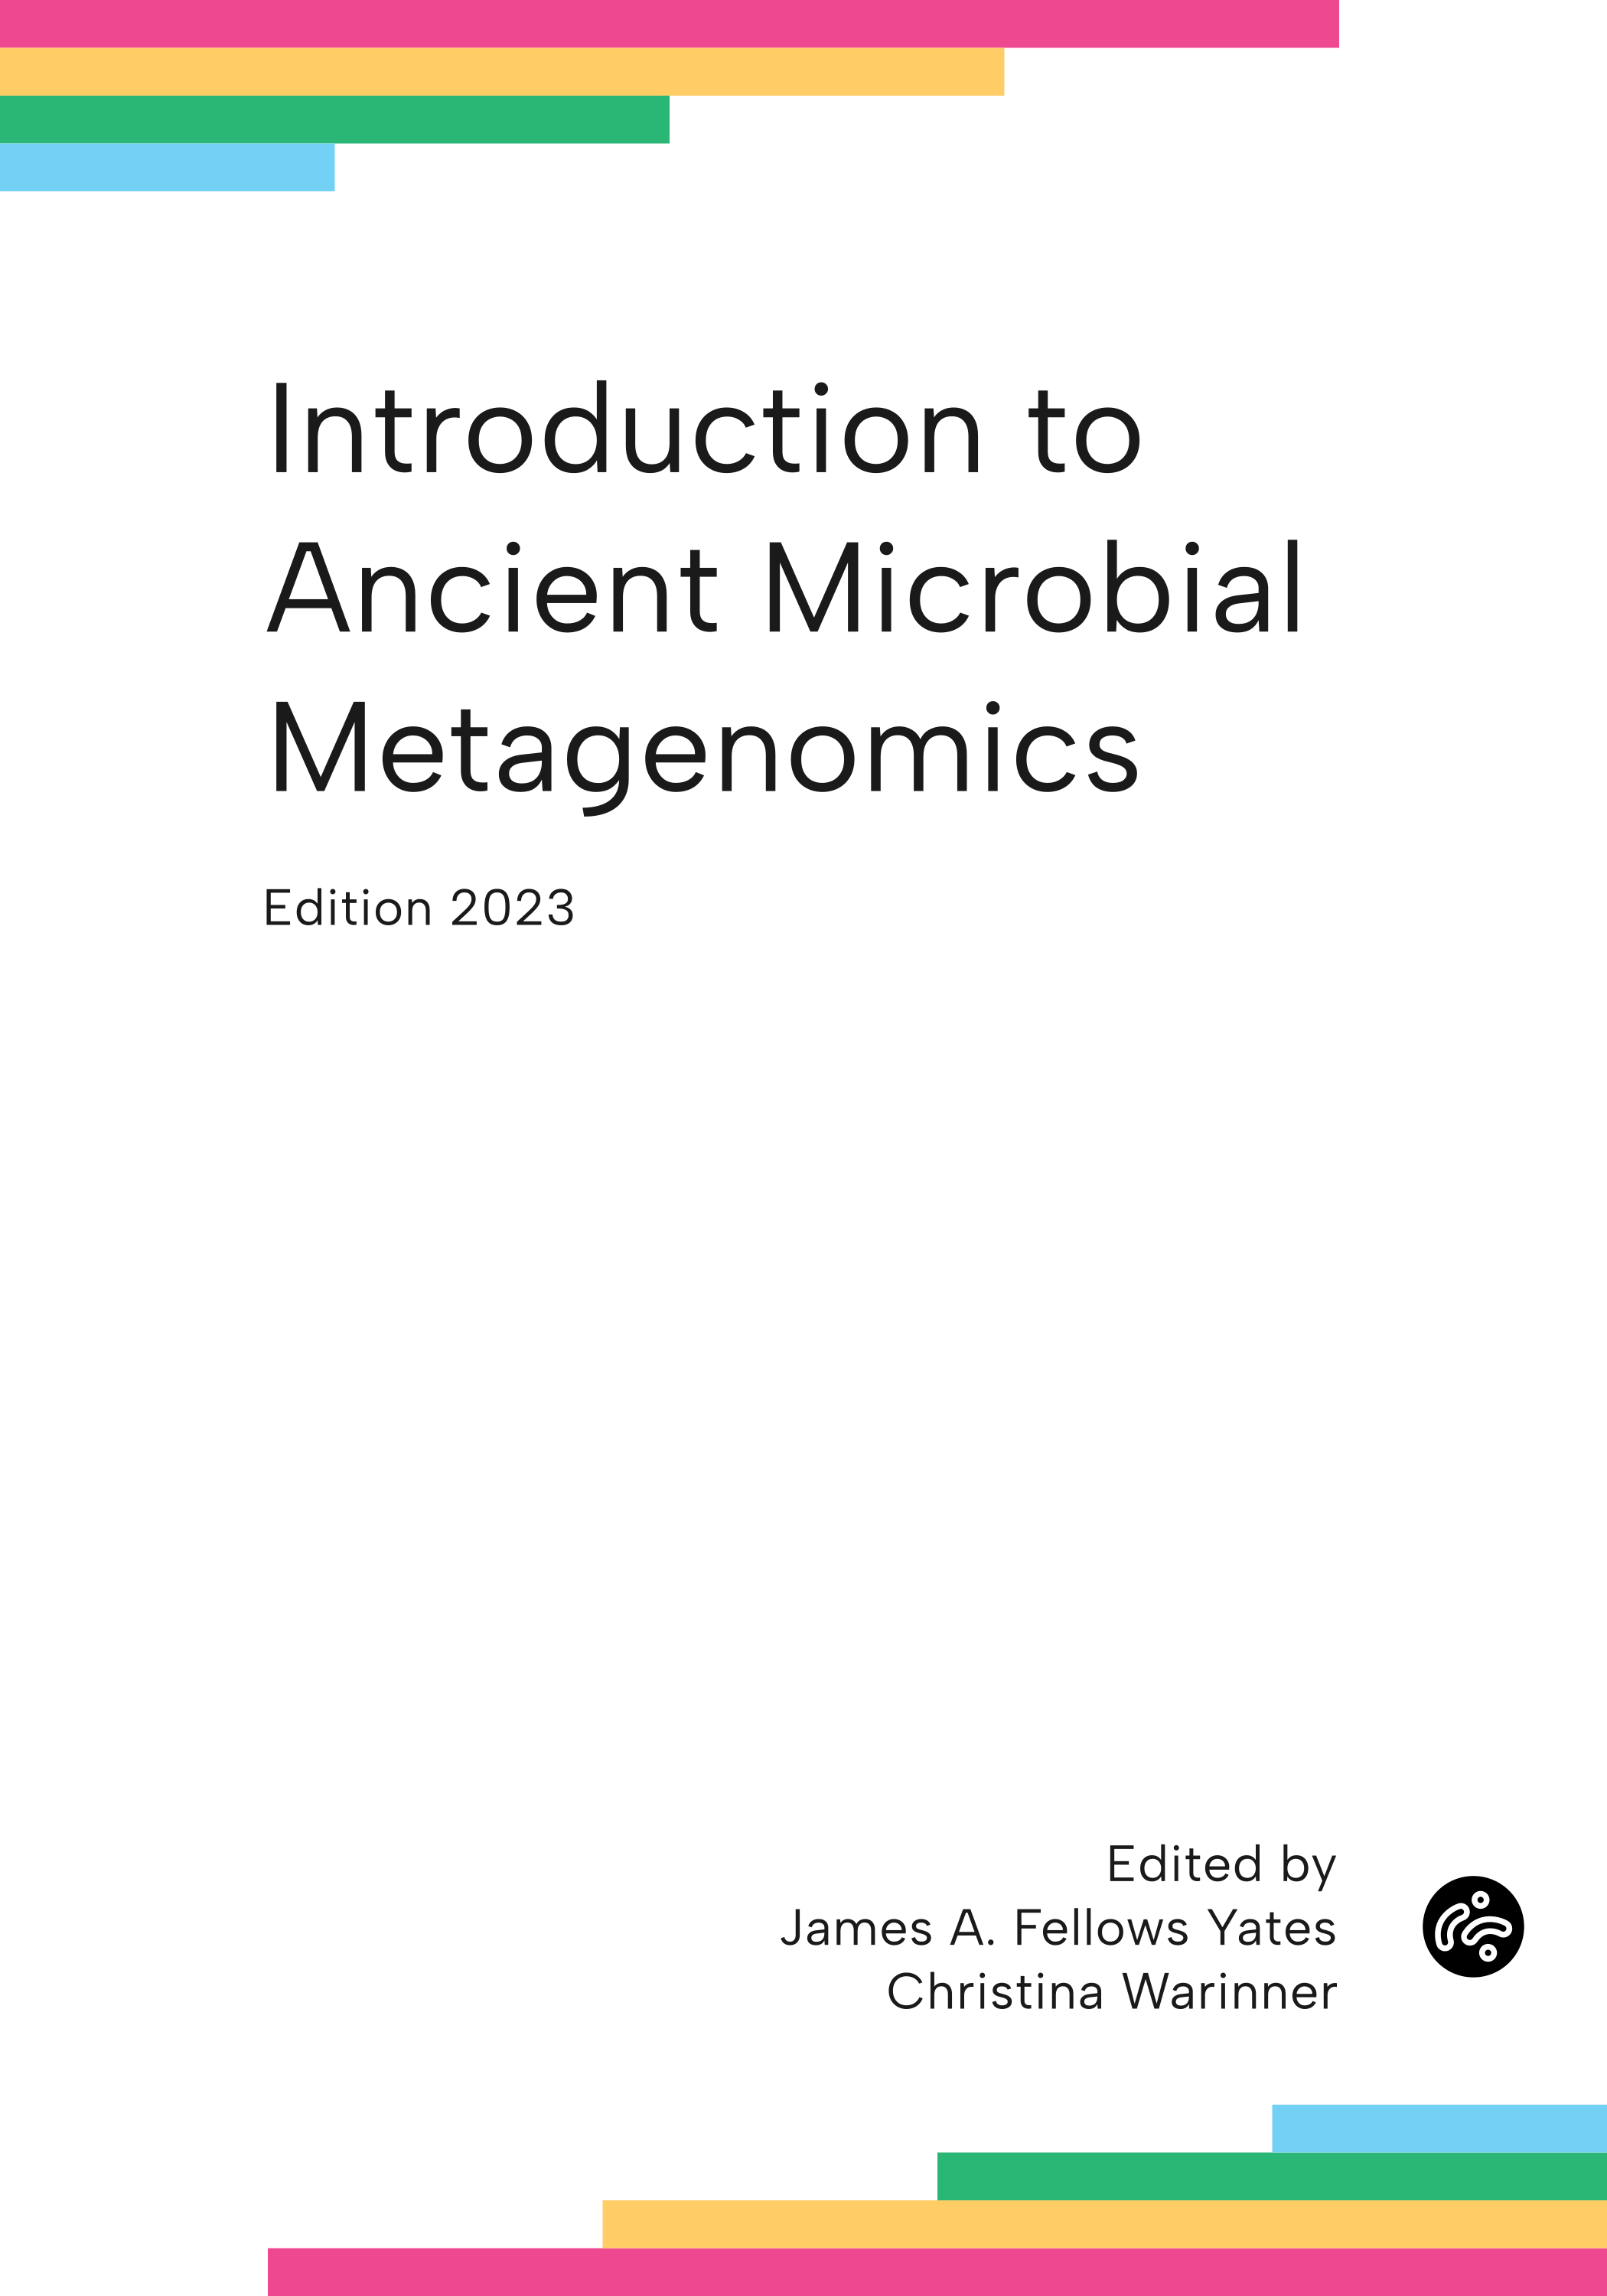 Introduction to
Ancient Microbial
Metagenomics
Edition 2023
Edited by
James A. Fellows Yates
Christina Warinner